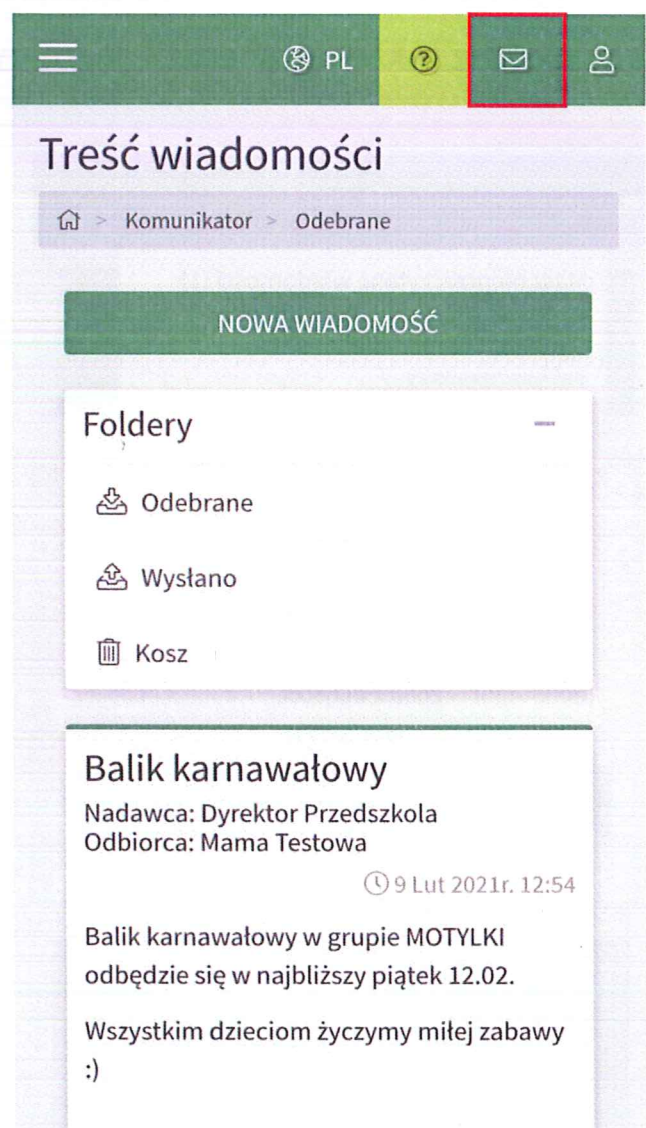 PL
Treść wiadomości
> Komunikator > Odebrane
NOWA WIADOMOŚĆ
Foldery
Odebrane
Wysłano
Kosz
Balik karnawałowy
Nadawca: Dyrektor Przedszkola
Odbiorca: Mama Testowa
9 Lut 2021r. 12:54
Balik karnawałowy w grupie MOTYLKI
odbędzie się w najbliższy piątek 12.02.
Wszystkim dzieciom życzymy miłej zabawy
:)